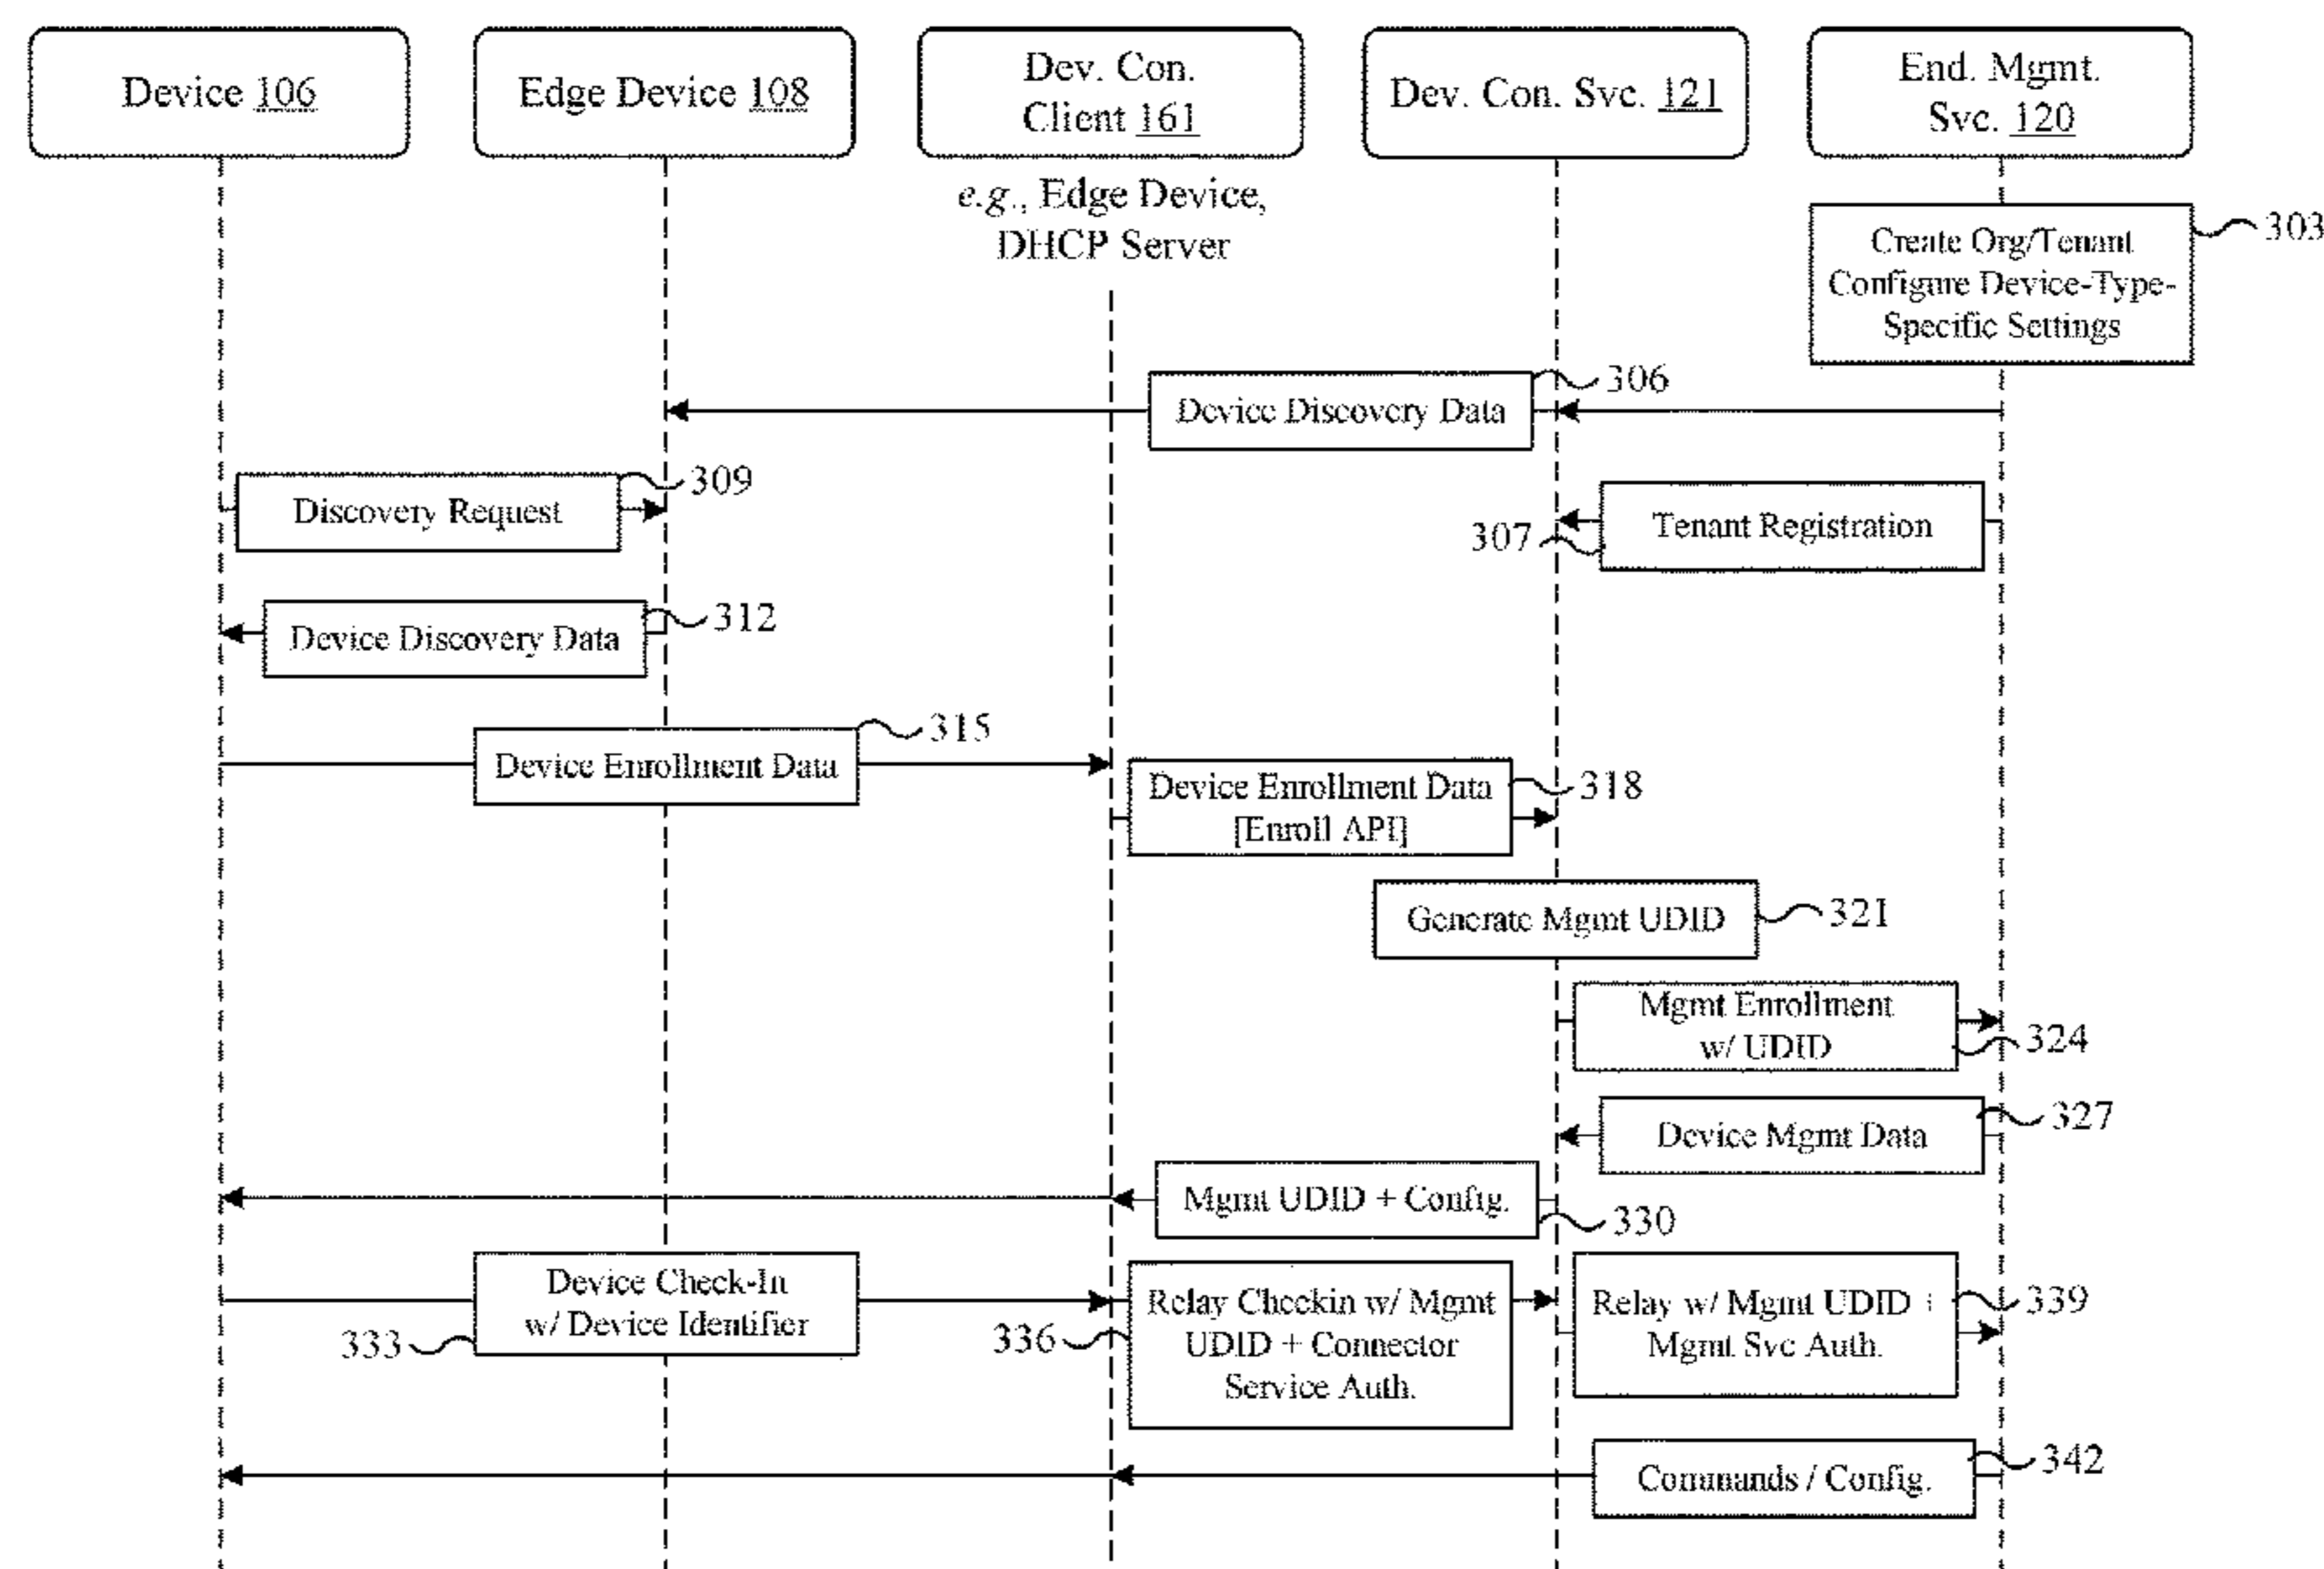 Device 106
Edge Device 108
Dev. Con.
Client 161
Dev. Con. Svc. 121
End. Mgmt.
Svc. 120
e.g., Edge Device,
DHCP Server
303
Create Org/Tenant
Configure Device-Type-
Specific Settings
306
Device Discovery Data
309
Discovery Request
307
Tenant Registration
312
Device Discovery Data
315
Device Enrollment Data
318
Device Enrollment Data
[Enroll API]
321
Generate Mgmt UDID
Mgmt Enrollment
w/ UDID
324
327
Device Mgmt Data
Mgmt UDID + Config.
330
Device Check-In
w/ Device Identifier
333
Relay Checkin w/ Mgmt
UDID + Connector
Service Auth.
336
Relay w/ Mgmt UDID +
Mgmt Svc Auth.
339
342
Commands / Config.